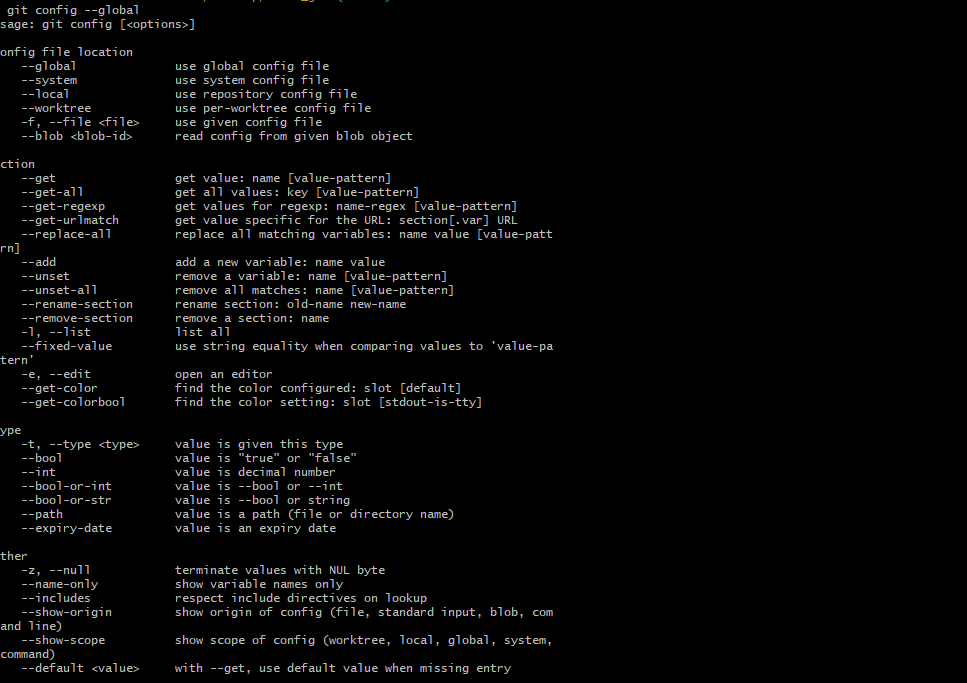 git config --global
sage: git config [<options>]
onfig file location
--global use global config file
--system use system config file
--local use repository config file
--worktree use per-worktree config file
-f, --file <file> use given config file
--blob <blob-id> read config from given blob object
ction
--get get value: name [value-pattern]
--get-all get all values: key [value-pattern]
--get-regexp get values for regexp: name-regex [value-pattern]
--get-urlmatch get value specific for the URL: section[.var] URL
--replace-all replace all matching variables: name value [value-patt
rn]
--add add a new variable: name value
--unset remove a variable: name [value-pattern]
--unset-all remove all matches: name [value-pattern]
--rename-section rename section: old-name new-name
--remove-section remove a section: name
-l, --list list all
--fixed-value use string equality when comparing values to 'value-pa
tern'
-e, --edit open an editor
--get-color find the color configured: slot [default]
--get-colorbool find the color setting: slot [stdout-is-tty]
ype
-t, --type <type> value is given this type
--bool value is "true" or "false"
--int value is decimal number
--bool-or-int value is --bool or --int
--bool-or-str value is --bool or string
--path value is a path (file or directory name)
--expiry-date value is an expiry date
ther
-z, --null terminate values with NUL byte
--name-only show variable names only
--includes respect include directives on lookup
--show-origin show origin of config (file, standard input, blob, com
and line)
--show-scope show scope of config (worktree, local, global, system,
command)
--default <value> with --get, use default value when missing entry